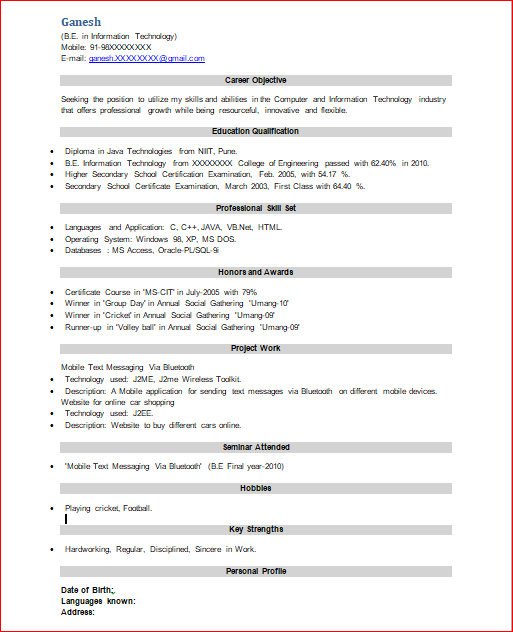 Ganesh
(B.E. in Information Technology)
Mobile: 91-98XXXXXXXX
E-mail: ganesh.XXXXXXXX@gmail.com
Career Objective
Seeking the position to utilize my skills and abilities in the Computer and Information Technology industry
that offers professional growth while being resourceful, innovative and flexible.
Education Qualification
• Diploma in Java Technologies from NIIT, Pune.
• B.E. Information Technology from XXXXXXXX College of Engineering passed with 62.40% in 2010.
• Higher Secondary School Certification Examination, Feb. 2005, with 54.17 %.
• Secondary School Certificate Examination, March 2003, First Class with 64.40 %.
Professional Skill Set
• Languages and Application: C, C++, JAVA, VB.Net, HTML.
• Operating System: Windows 98, XP, MS DOS.
• Databases : MS Access, Oracle-PL/SQL-9i
Honors and Awards
• Certificate Course in "MS-CIT" in July-2005 with 79%
• Winner in "Group Day" in Annual Social Gathering "Umang-10"
• Winner in "Cricket" in Annual Social Gathering "Umang-09"
• Runner-up in "Volley ball" in Annual Social Gathering "Umang-09"
Project Work
Mobile Text Messaging Via Bluetooth
• Technology used: J2ME, J2me Wireless Toolkit.
• Description: A Mobile application for sending text messages via Bluetooth on different mobile devices.
Website for online car shopping
• Technology used: J2EE.
• Description: Website to buy different cars online.
Seminar Attended
• "Mobile Text Messaging Via Bluetooth" (B.E Final year-2010)
Hobbies
• Playing cricket, Football.
Key Strengths
• Hardworking, Regular, Disciplined, Sincere in Work.
Personal Profile
Date of Birth:,
Languages known:
Address: